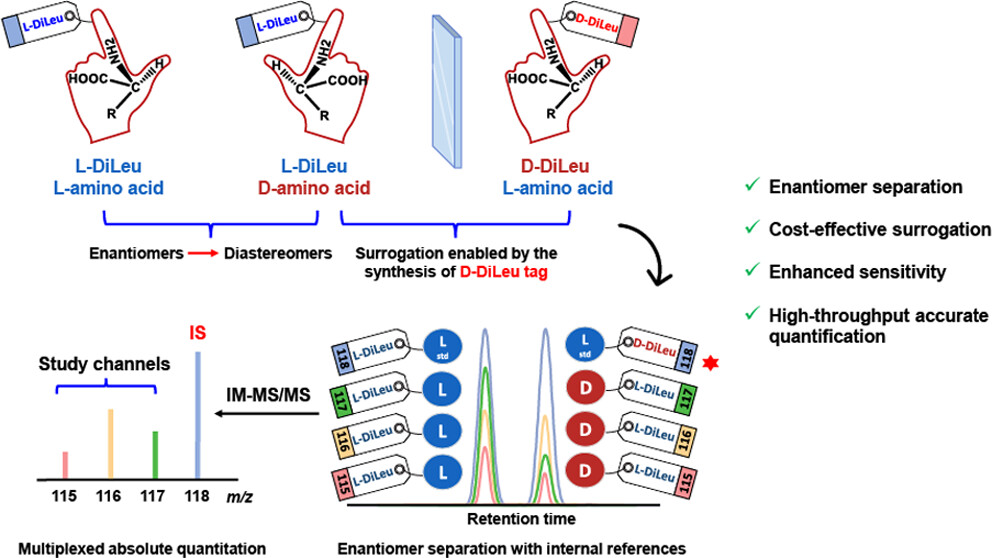 L-DiLeu
L-DiLeu
D-DiLeu
NH2
HOOC
H
C
R
NH2
H
COOH
C
R
NH2
HOOC
H
C
R
L-DiLeu
L-amino acid
L-DiLeu
D-amino acid
D-DiLeu
L-amino acid
Enantiomers
Diastereomers
Surrogation enabled by the
synthesis of D-DiLeu tag
✓ Enantiomer separation
✓ Cost-effective surrogation
✓ Enhanced sensitivity
✓ High-throughput accurate
quantification
IS
Study channels
IM-MS/MS
115 116 117 118 m/z
Multiplexed absolute quantitation
118 L-DiLeu L std
117 L-DiLeu L
116 L-DiLeu L
115 L-DiLeu L
L std D-DiLeu 118
D L-DiLeu 117
D L-DiLeu 116
D L-DiLeu 115
Retention time
Enantiomer separation with internal references